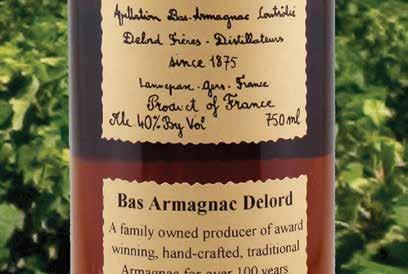 Appellation Bas-Armagnac Contrôlée
Delord Frères - Distillateurs
since 1875
Lannepax - Gers - France
Product of France
Alc 40% By Vol 750 ml
Bas Armagnac Delord
A family owned producer of award
winning, hand-crafted, traditional
Armagnac for over 100 years